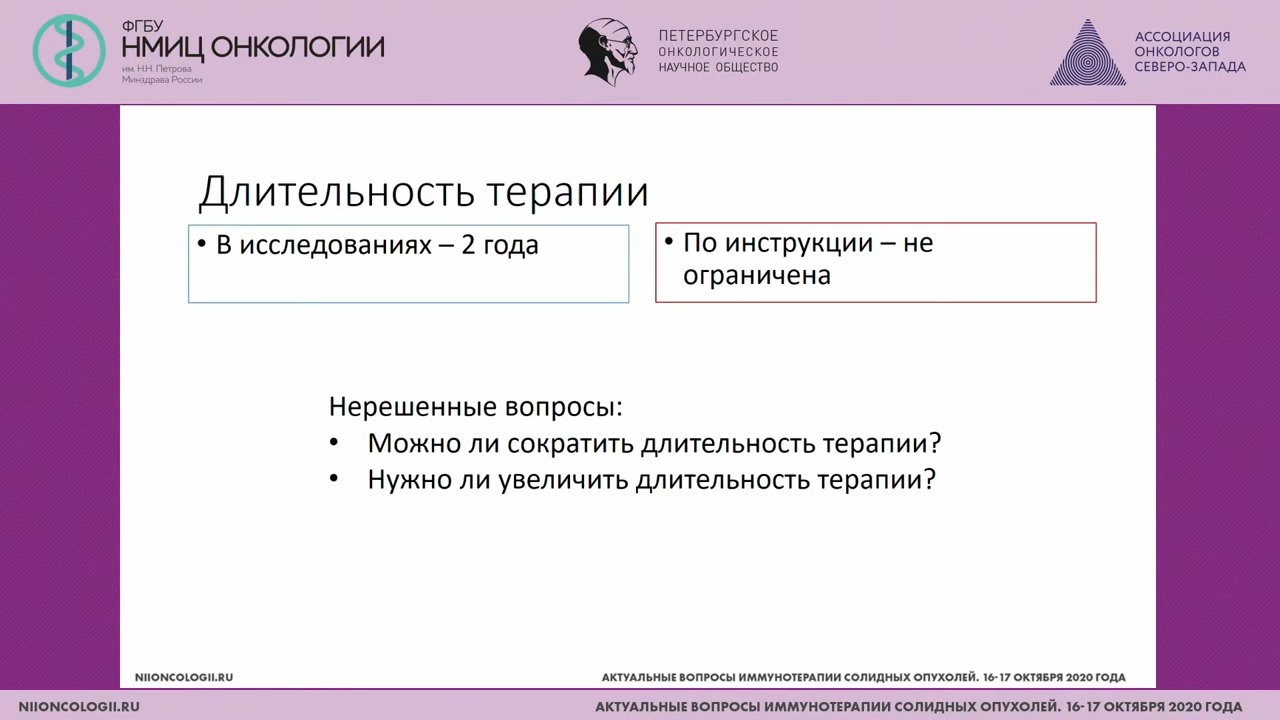 ФГБУ
НМИЦ ОНКОЛОГИИ
им. Н.Н. Петрова
Минздрава России
ПЕТЕРБУРГСКОЕ
ОНКОЛОГИЧЕСКОЕ
НАУЧНОЕ ОБЩЕСТВО
АССОЦИАЦИЯ
ОНКОЛОГОВ
СЕВЕРО-ЗАПАДА
Длительность терапии
• В исследованиях – 2 года
• По инструкции – не
ограничена
Нерешенные вопросы:
• Можно ли сократить длительность терапии?
• Нужно ли увеличить длительность терапии?
NIIONCOLOGII.RU
АКТУАЛЬНЫЕ ВОПРОСЫ ИММУНОТЕРАПИИ СОЛИДНЫХ ОПУХОЛЕЙ. 16-17 ОКТЯБРЯ 2020 ГОДА
NIIONCOLOGII.RU
АКТУАЛЬНЫЕ ВОПРОСЫ ИММУНОТЕРАПИИ СОЛИДНЫХ ОПУХОЛЕЙ. 16-17 ОКТЯБРЯ 2020 ГОДА